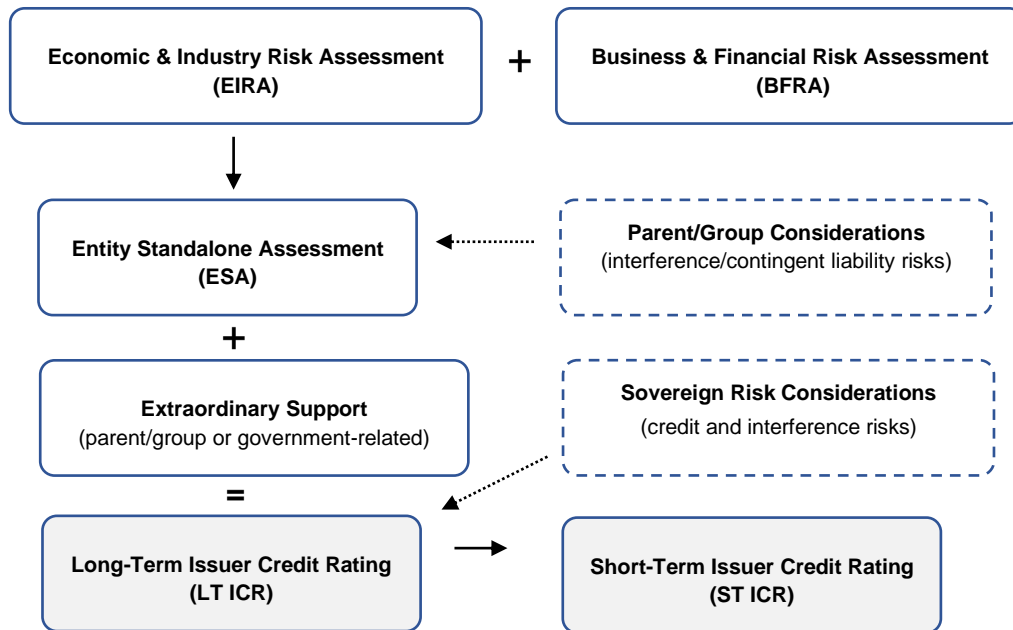 Economic & Industry Risk Assessment
(EIRA)
+
Business & Financial Risk Assessment
(BFRA)
Entity Standalone Assessment
(ESA)
Parent/Group Considerations
(interference/contingent liability risks)
+
Extraordinary Support
(parent/group or government-related)
Sovereign Risk Considerations
(credit and interference risks)
=
Long-Term Issuer Credit Rating
(LT ICR)
Short-Term Issuer Credit Rating
(ST ICR)